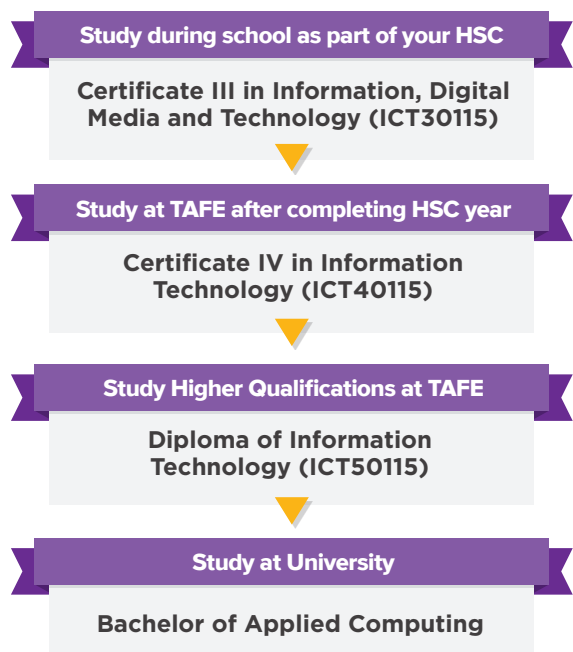 Study during school as part of your HSC
Certificate III in Information, Digital
Media and Technology (ICT30115)
Study at TAFE after completing HSC year
Certificate IV in Information
Technology (ICT40115)
Study Higher Qualifications at TAFE
Diploma of Information
Technology (ICT50115)
Study at University
Bachelor of Applied Computing